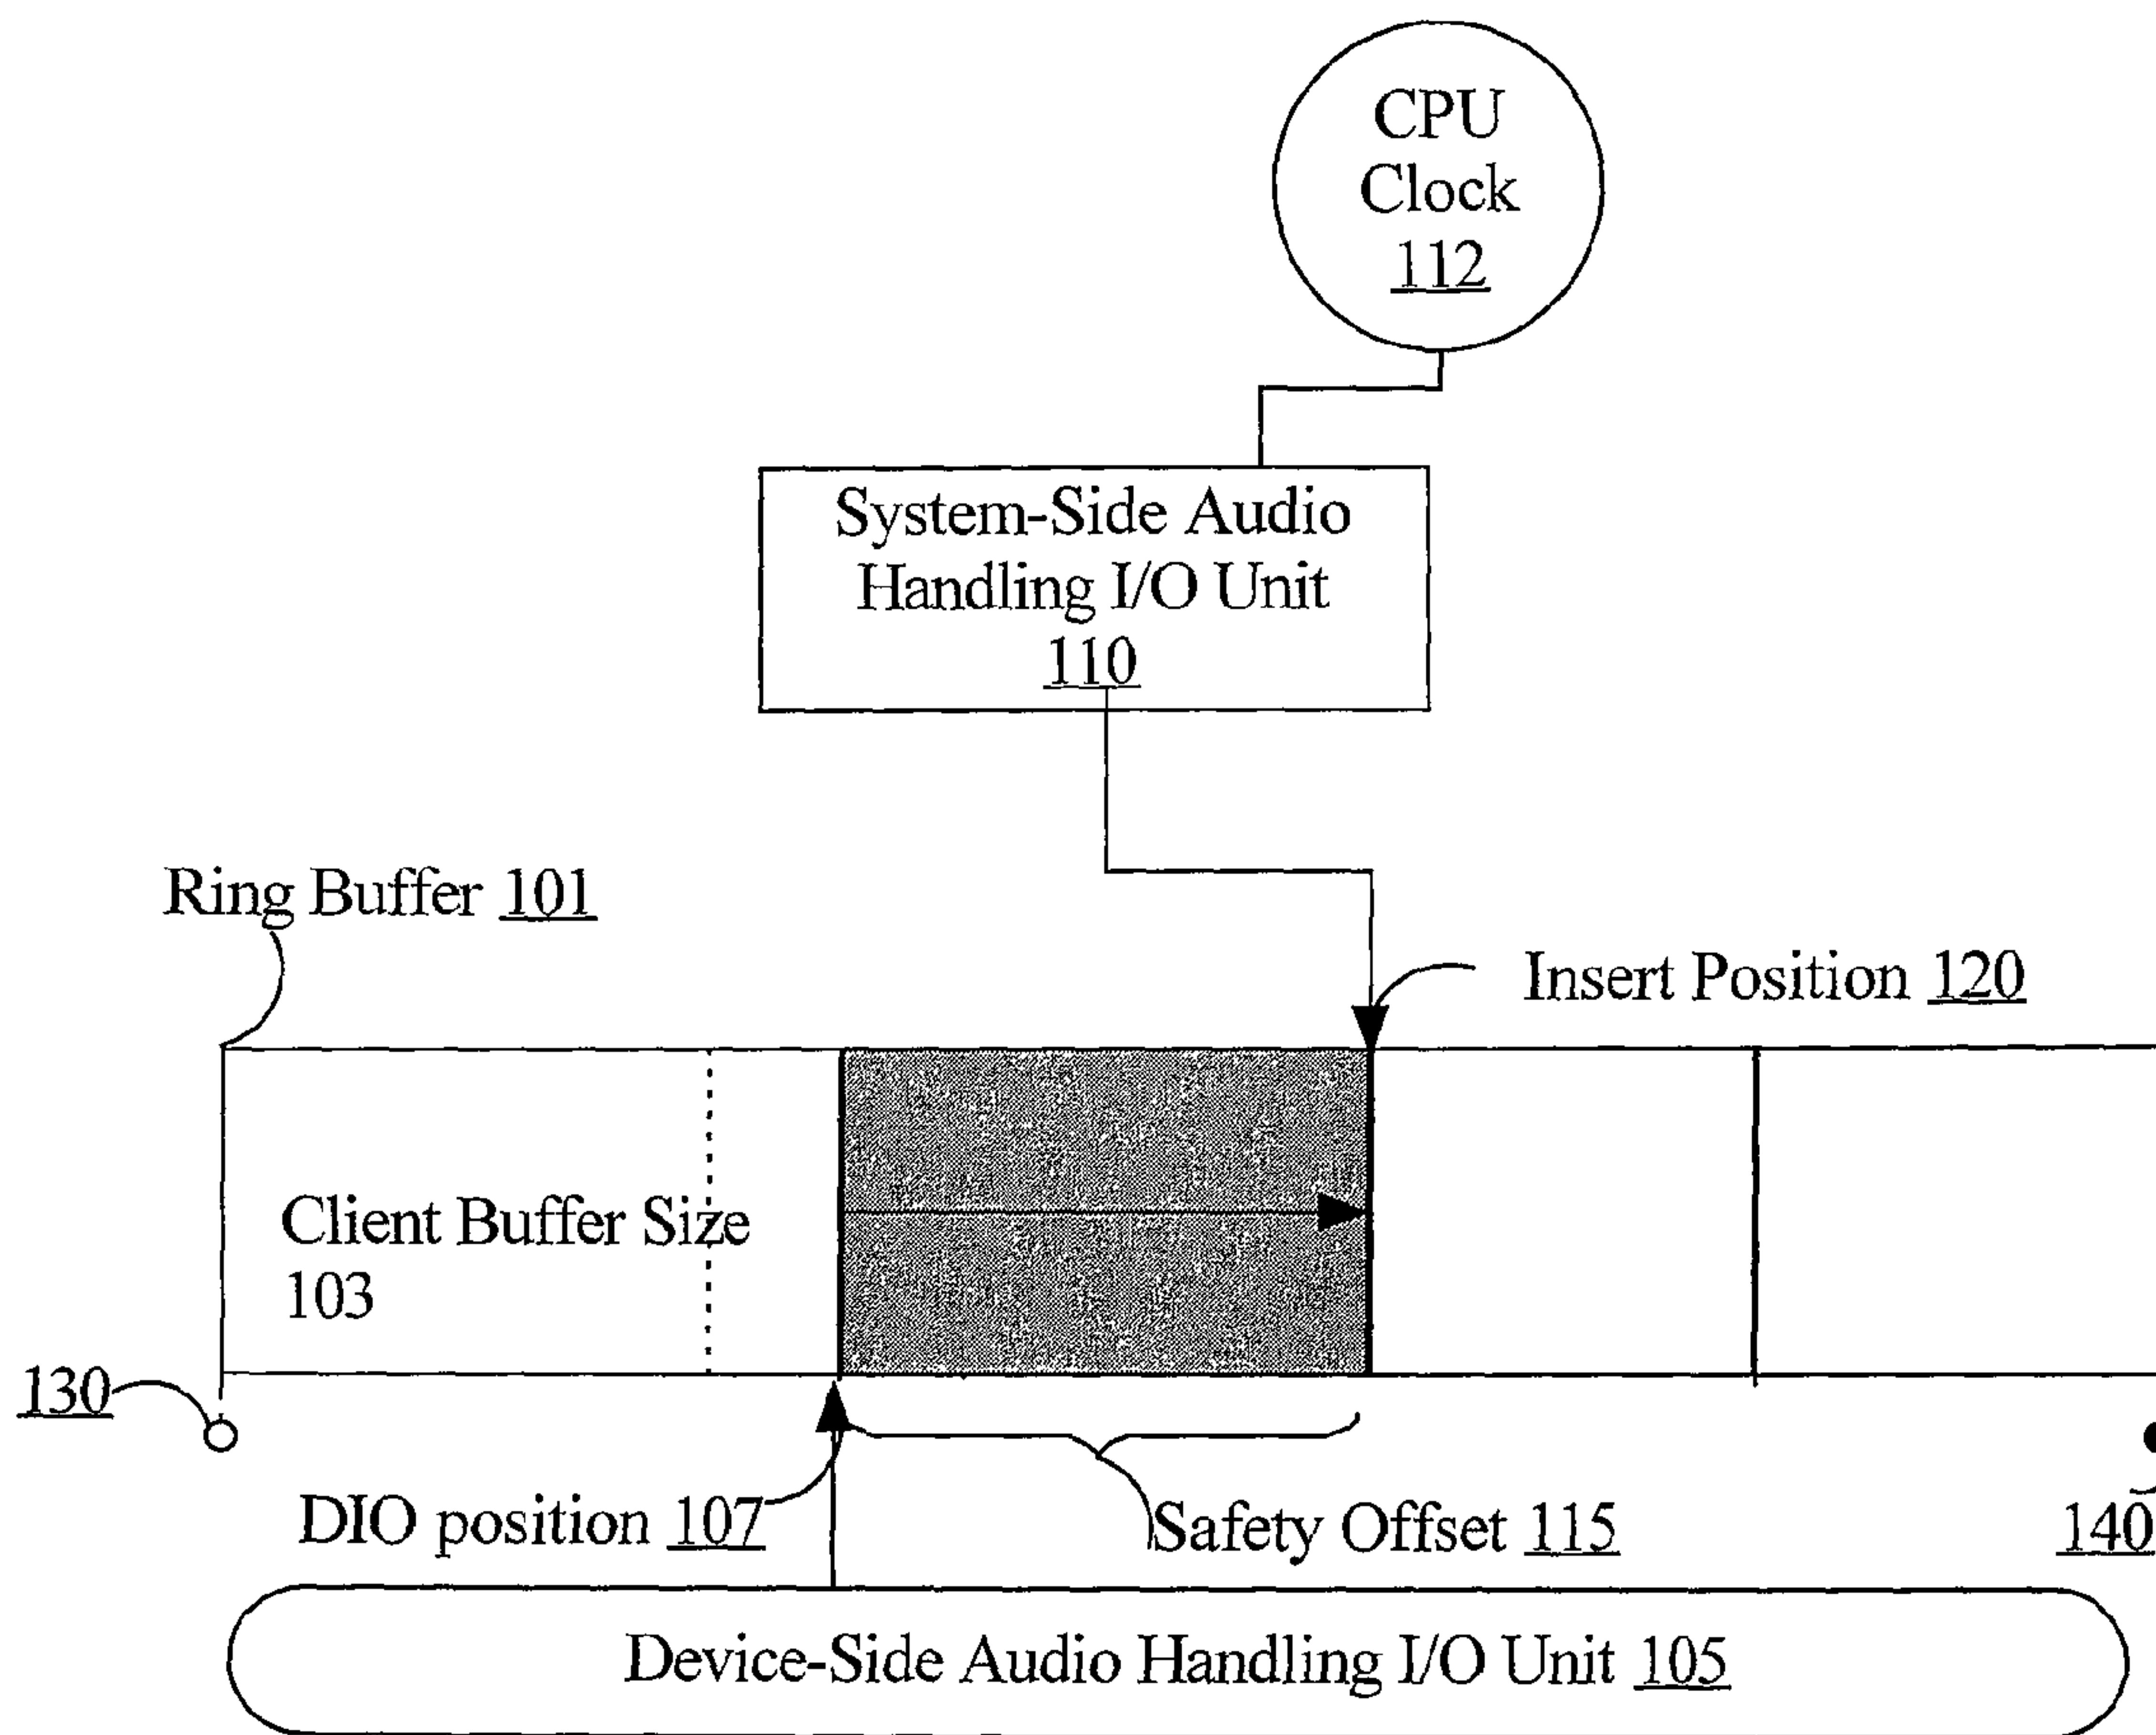 CPU
Clock
112
System-Side Audio
Handling I/O Unit
110
Ring Buffer 101
Insert Position 120
Client Buffer Size
103
130
DIO position 107
Safety Offset 115
140
Device-Side Audio Handling I/O Unit 105